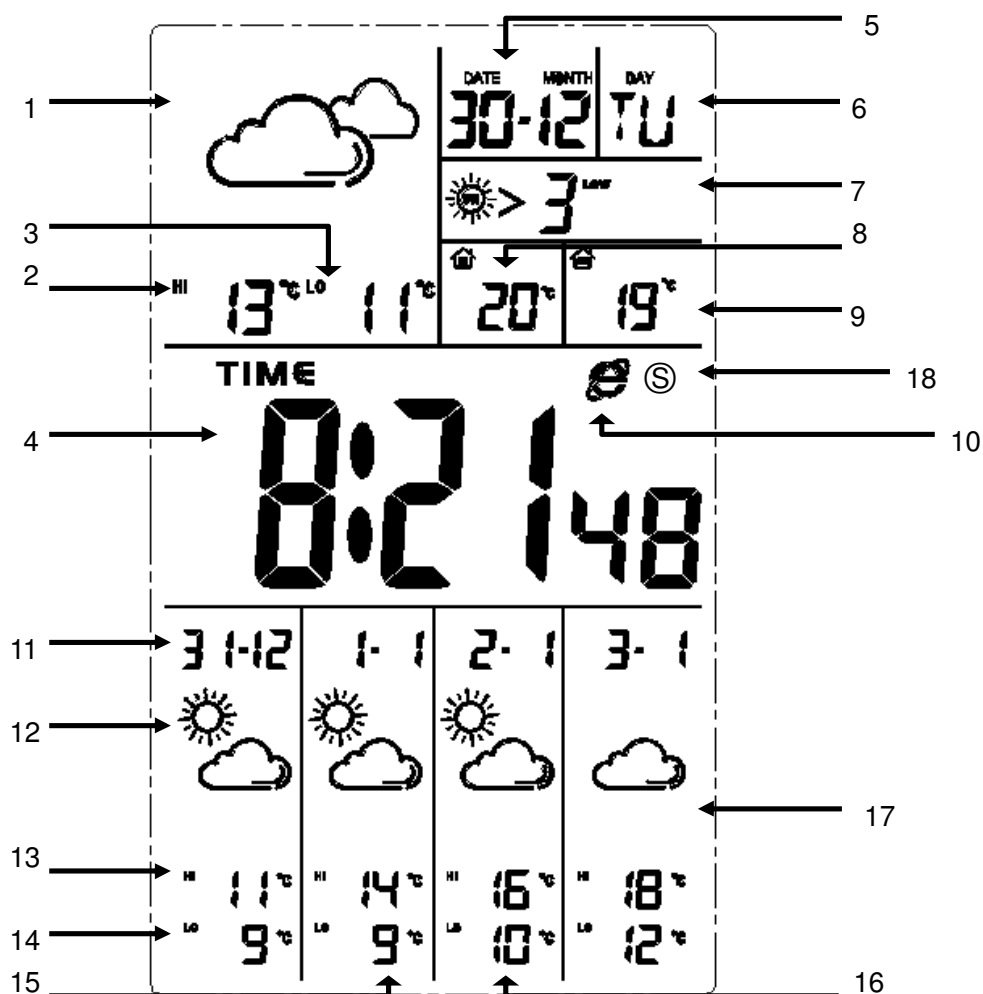 5
DATE MONTH DAY
1
30-12 TU
6
> 3 LOW
7
3
8
2
HI 13 °C LO 11 °C 20 °C 19 °C
9
TIME
Ⓢ
18
4
8:21 48
10
11
31-12 1- 1 2- 1 3- 1
12
17
13
HI 11 °C HI 14 °C HI 16 °C HI 18 °C
14
LO 9 °C LO 9 °C LO 10 °C LO 12 °C
15
16